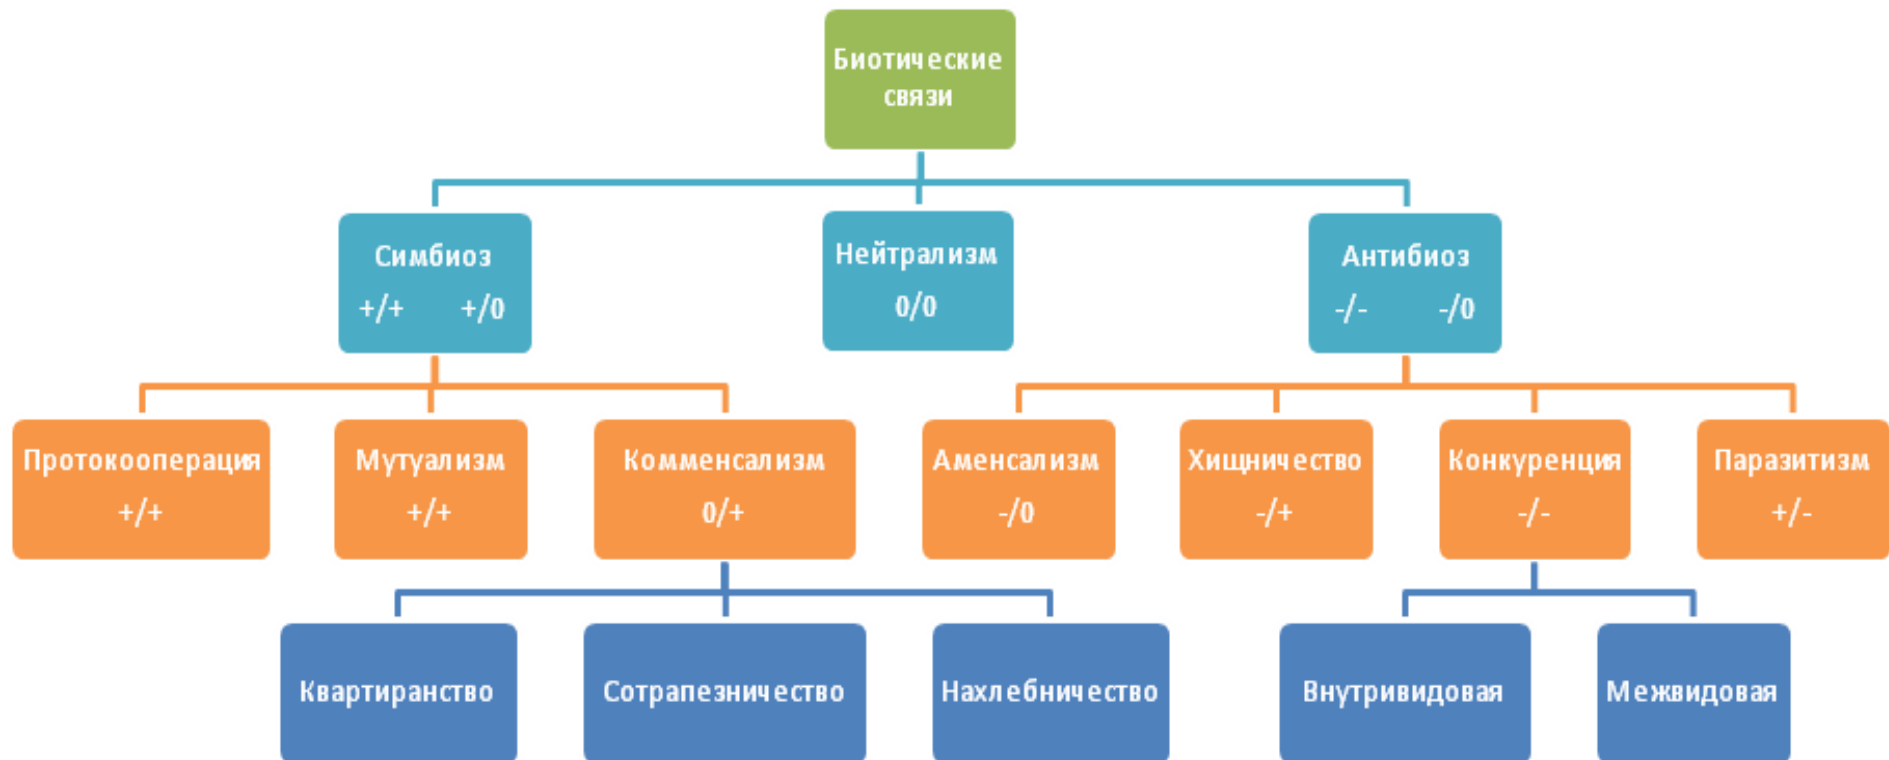 Биотические
связи
Симбиоз
+/+ +/0
Нейтрализм
0/0
Антибиоз
-/- -/0
Протокооперация
+/+
Мутуализм
+/+
Комменсализм
0/+
Аменсализм
-/0
Хищничество
-/+
Конкуренция
-/-
Паразитизм
+/-
Квартиранство
Сотрапезничество
Нахлебничество
Внутривидовая
Межвидовая